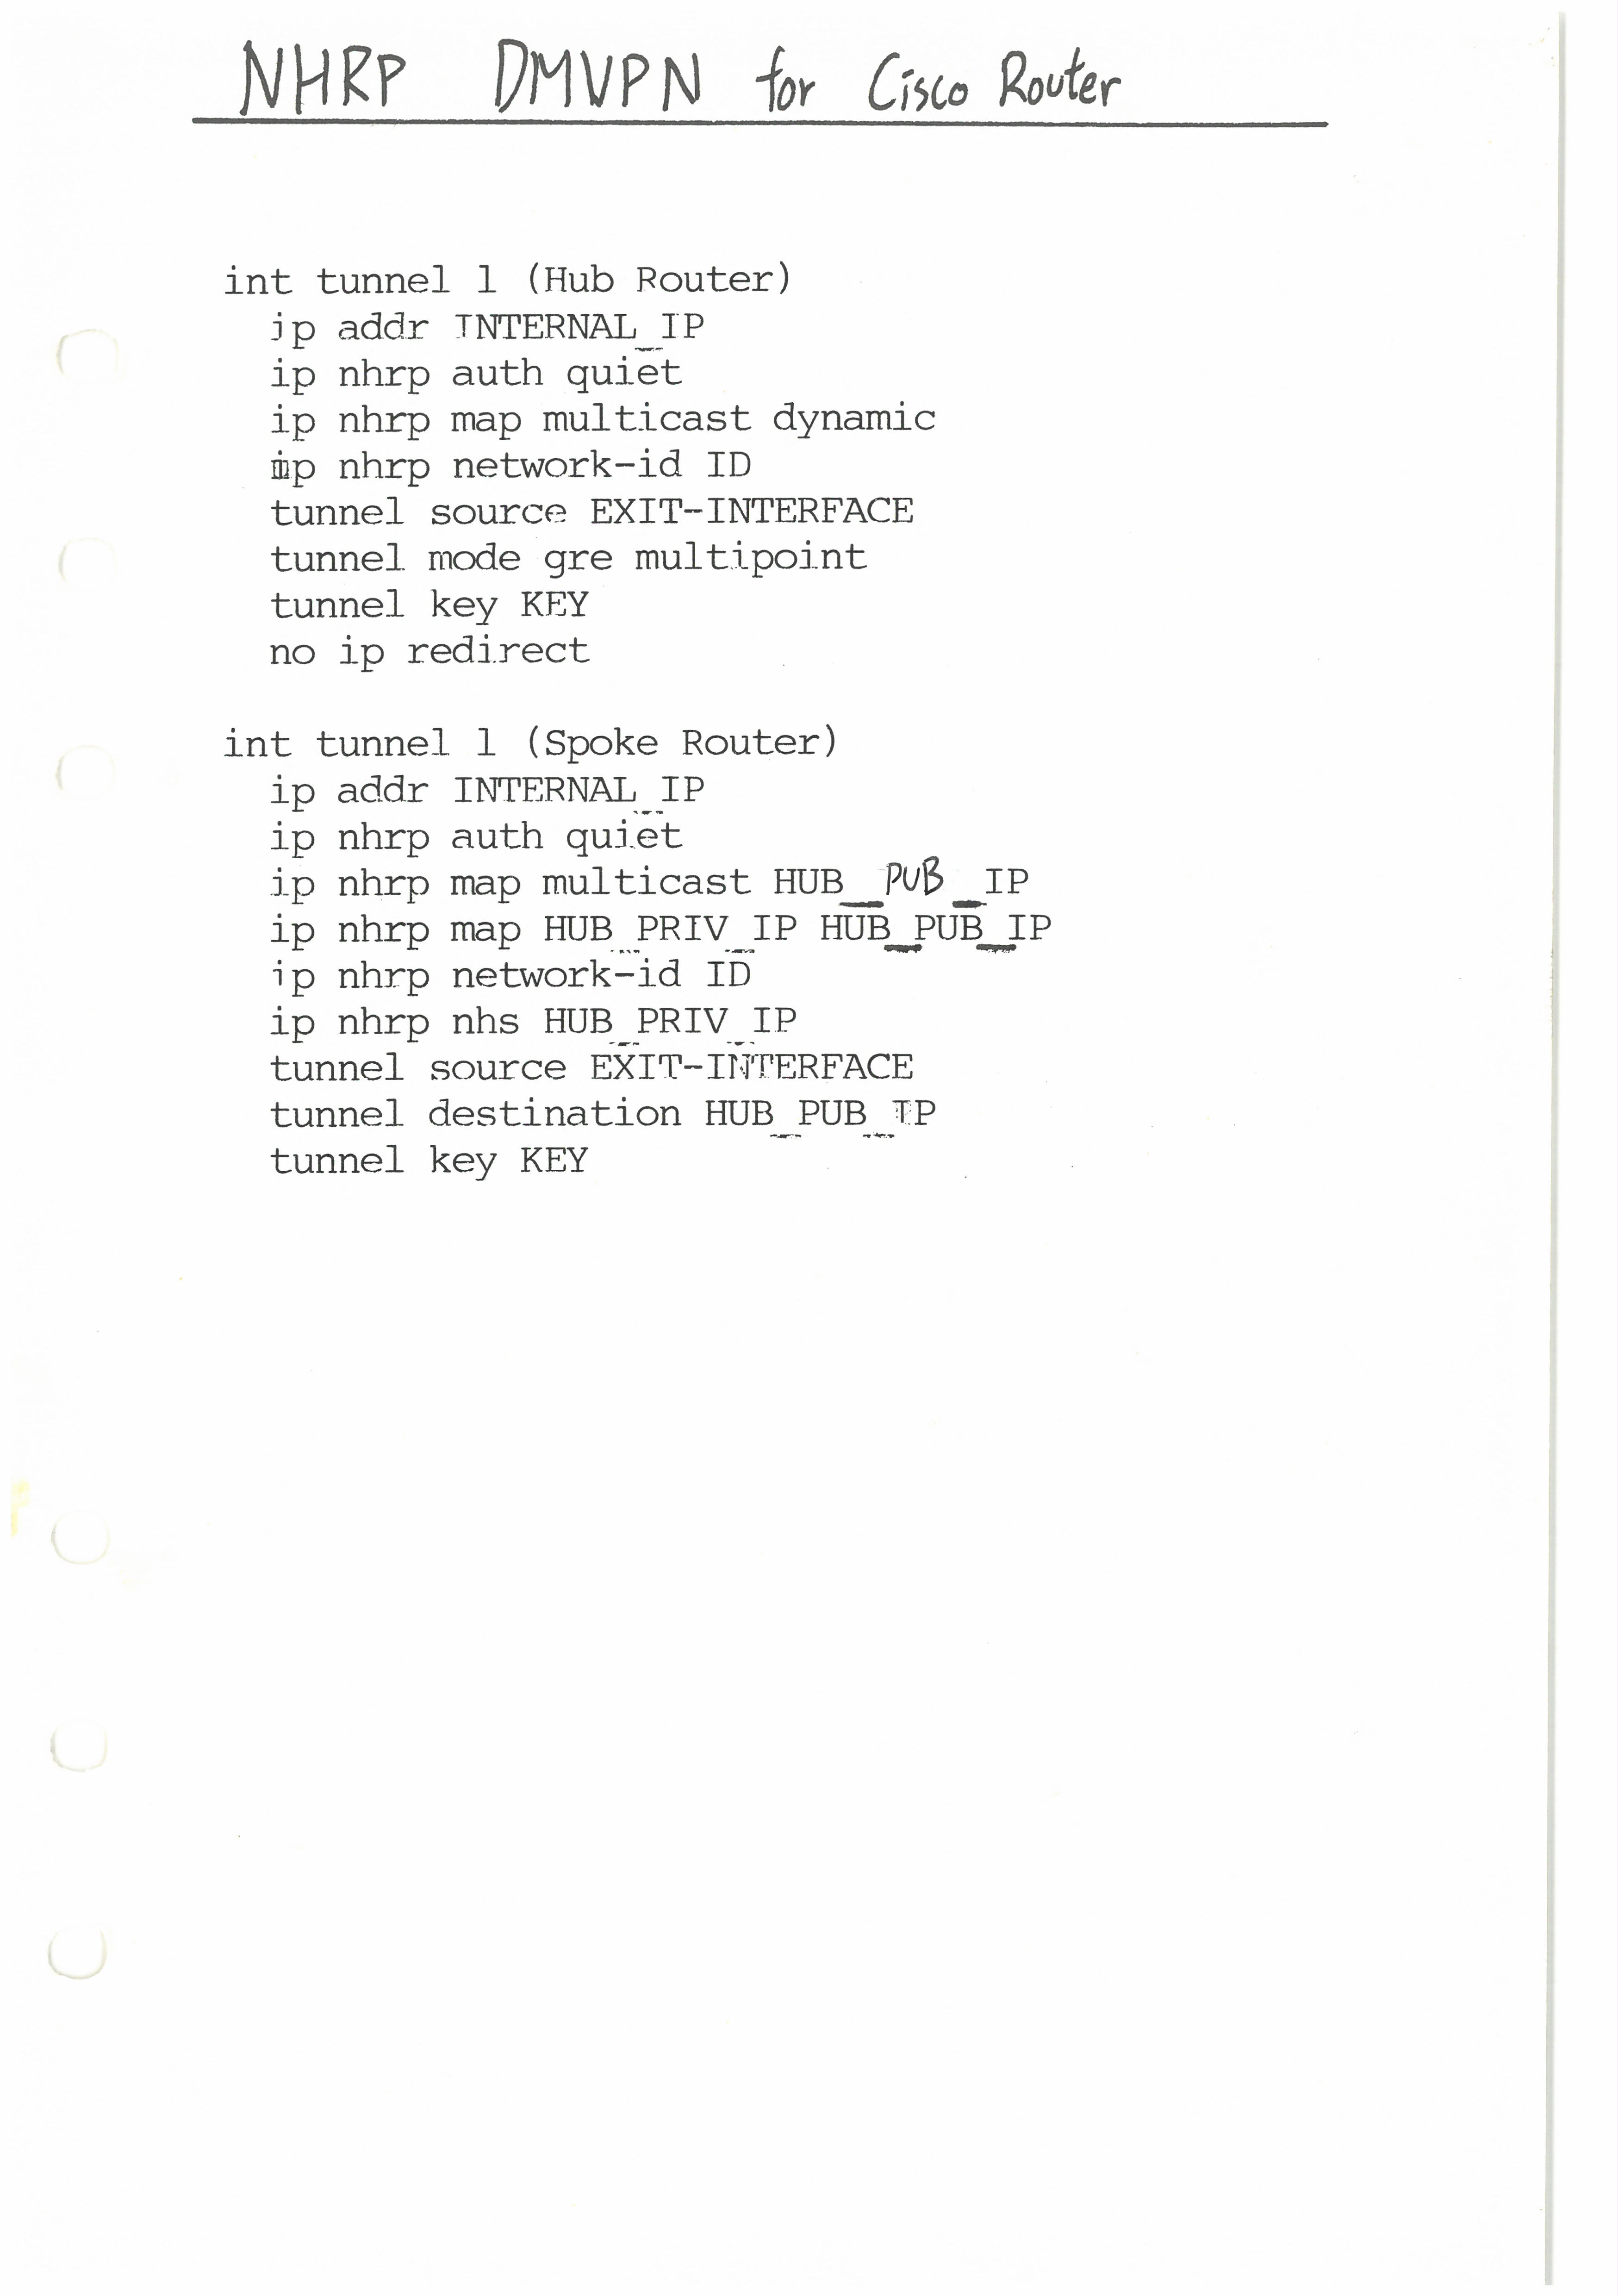 NHRP DMVPN for Cisco Router
int tunnel 1 (Hub Router)
ip addr INTERNAL_IP
ip nhrp auth quiet
ip nhrp map multicast dynamic
ip nhrp network-id ID
tunnel source EXIT-INTERFACE
tunnel mode gre multipoint
tunnel key KEY
no ip redirect
int tunnel 1 (Spoke Router)
ip addr INTERNAL_IP
ip nhrp auth quiet
ip nhrp map multicast HUB_PUB_IP
ip nhrp map HUB_PRIV_IP HUB_PUB_IP
ip nhrp network-id ID
ip nhrp nhs HUB_PRIV_IP
tunnel source EXIT-INTERFACE
tunnel destination HUB_PUB_IP
tunnel key KEY